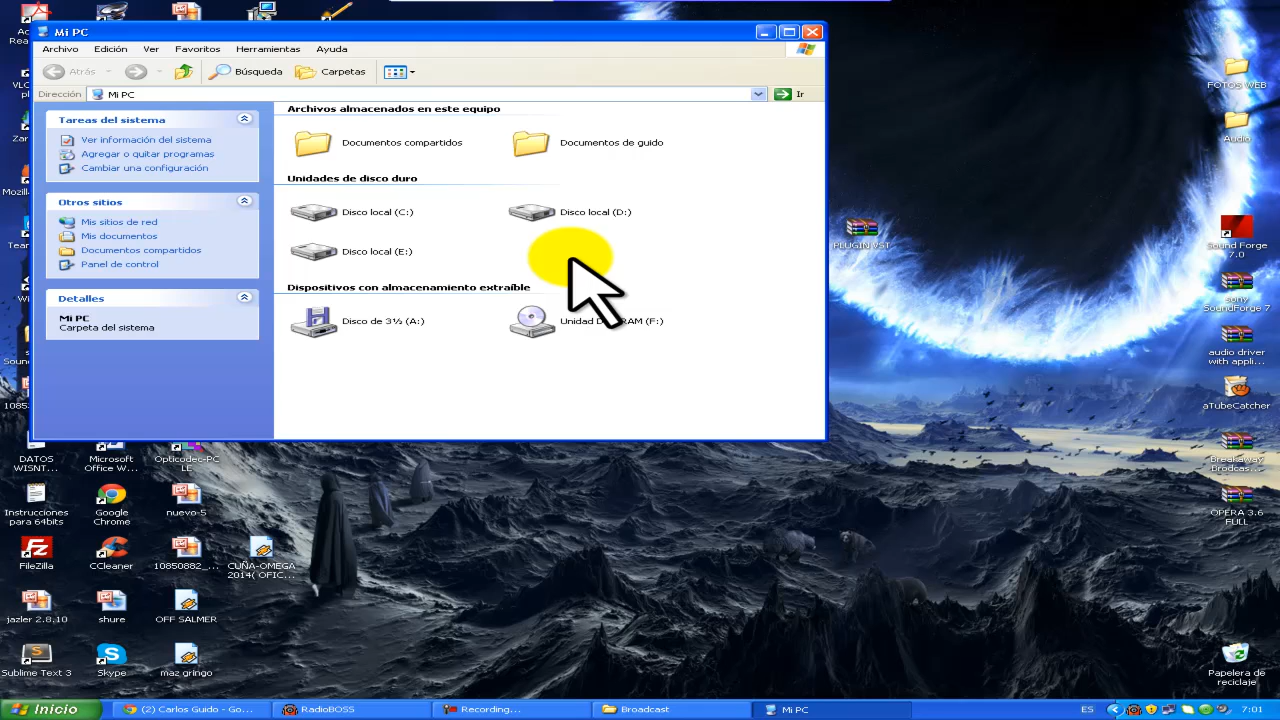 Mi PC
Archivo Edición Ver Favoritos Herramientas Ayuda
Atrás Búsqueda Carpetas
Dirección Mi PC Ir
Tareas del sistema
Ver información del sistema
Agregar o quitar programas
Cambiar una configuración
Otros sitios
Mis sitios de red
Mis documentos
Documentos compartidos
Panel de control
Detalles
Mi PC
Carpeta del sistema
Archivos almacenados en este equipo
Documentos compartidos Documentos de guido
Unidades de disco duro
Disco local (C:) Disco local (D:)
Disco local (E:)
Dispositivos con almacenamiento extraíble
Disco de 3½ (A:) Unidad RAM (F:)
FOTOS WEB
Audio
PLUGIN VST
Sound Forge
7.0
sony
SoundForge 7
audio driver
with appli...
aTubeCatcher
BreakaWay
Brodcas...
OPERA 3.6
FULL
Papelera de
reciclaje
DATOS
WISNT...
Microsoft
Office W...
Opticodec-PC
LE
Instrucciones
para 64bits
Google
Chrome
nuevo-5
FileZilla
CCleaner
10850882_...
CUÑA-OMEGA
2014( OFIC...
jazler 2.8.10
shure
OFF SALMER
Sublime Text 3
Skype
maz gringo
Inicio
(2) Carlos Guido - Go...
RadioBOSS
Recording...
Broadcast
Mi PC
ES
7:01